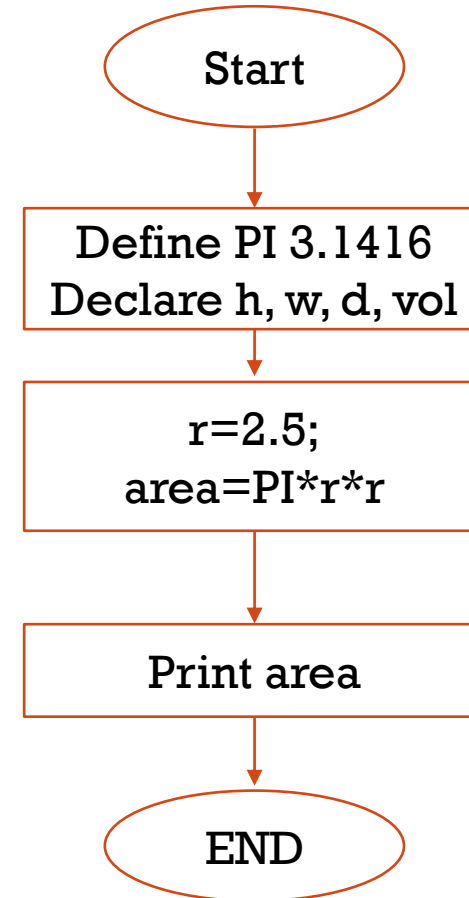 Start
Define PI 3.1416
Declare h, w, d, vol
r=2.5;
area=PI*r*r
Print area
END